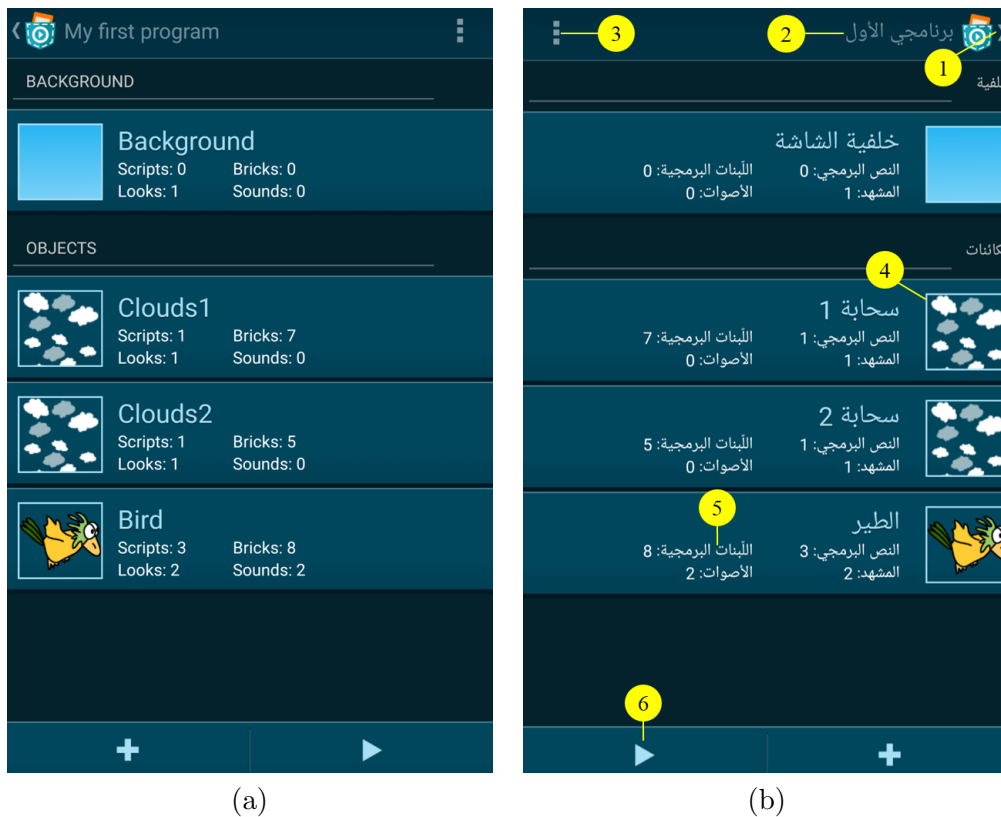 My first program
BACKGROUND
Background
Scripts: 0 Bricks: 0
Looks: 1 Sounds: 0
OBJECTS
Clouds1
Scripts: 1 Bricks: 7
Looks: 1 Sounds: 0
Clouds2
Scripts: 1 Bricks: 5
Looks: 1 Sounds: 0
Bird
Scripts: 3 Bricks: 8
Looks: 2 Sounds: 2
(a)
برنامجي الأول 2 3
1
خلفية الشاشة
النص البرمجي: 0 اللّبنات البرمجية: 0
المشهد: 1 الأصوات: 0
4
سحابة 1
النص البرمجي: 1 اللّبنات البرمجية: 7
المشهد: 1 الأصوات: 0
سحابة 2
النص البرمجي: 1 اللّبنات البرمجية: 5
المشهد: 1 الأصوات: 0
5
الطير
النص البرمجي: 3 اللّبنات البرمجية: 8
المشهد: 2 الأصوات: 2
6
(b)